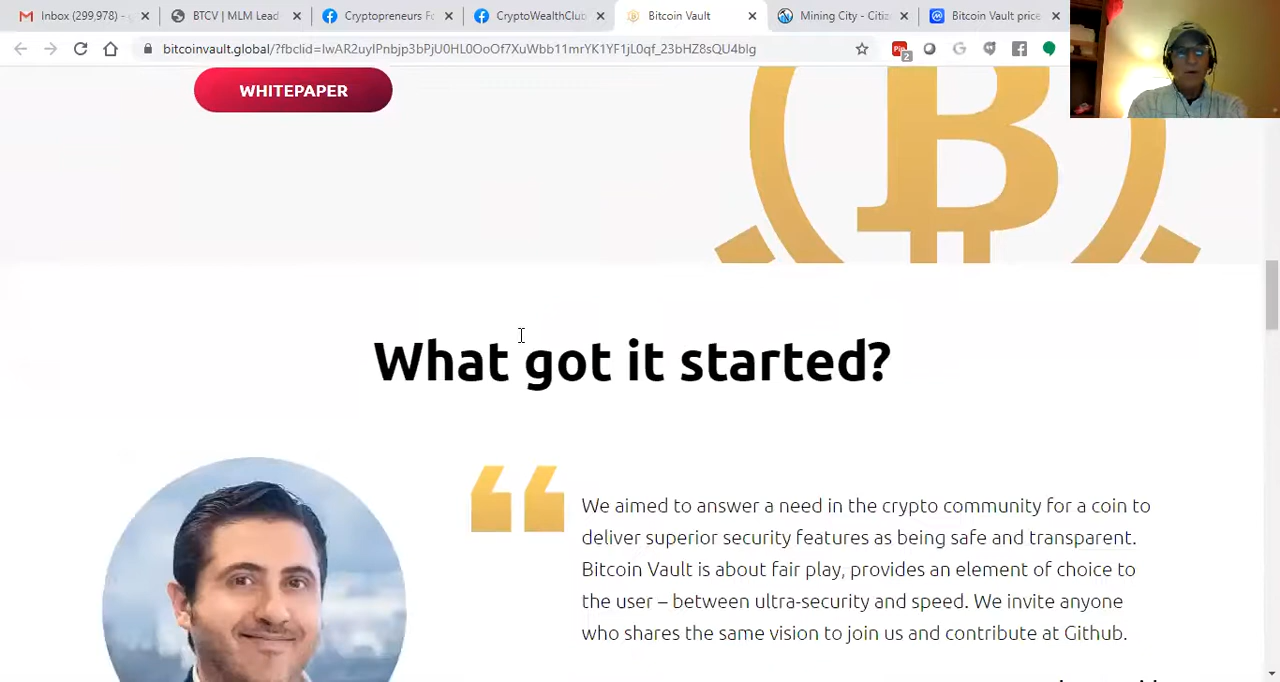 Inbox (299,978) -
BTCV | MLM Lead
Cryptopreneurs Fo
CryptoWealthClub
Bitcoin Vault
Mining City - Citiz
Bitcoin Vault price
bitcoinvault.global/?fbclid=IwAR2uyIPnbjp3bPjU0HL0OoOf7XuWbb11mrYK1YF1jL0qf_23bHZ8sQU4blg
2
WHITEPAPER
B
What got it started?
We aimed to answer a need in the crypto community for a coin to
deliver superior security features as being safe and transparent.
Bitcoin Vault is about fair play, provides an element of choice to
the user – between ultra-security and speed. We invite anyone
who shares the same vision to join us and contribute at Github.